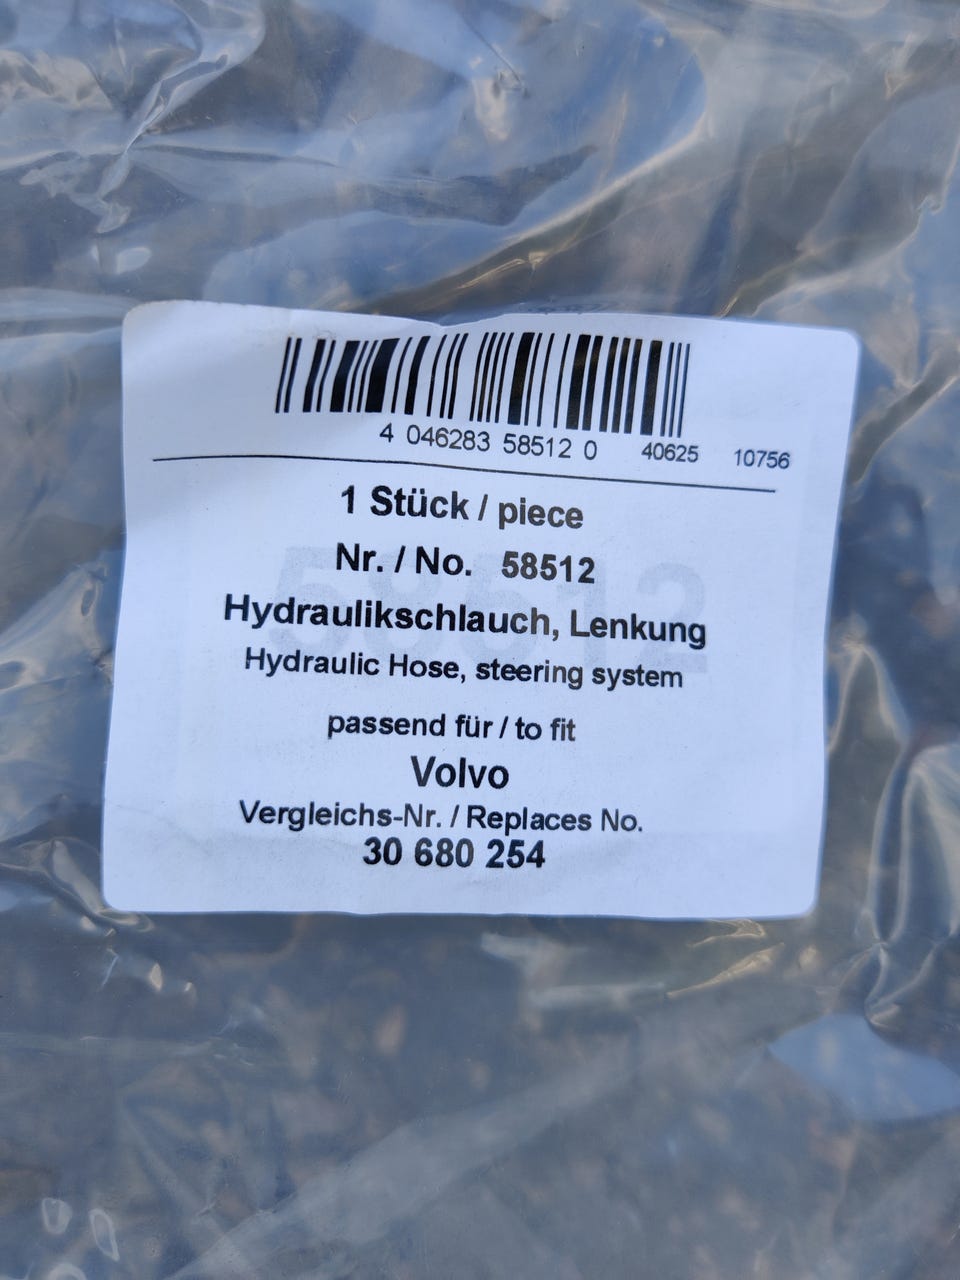 4 046283 58512 0 40625 10756
1 Stück / piece
Nr. / No. 58512
Hydraulikschlauch, Lenkung
Hydraulic Hose, steering system
passend für / to fit
Volvo
Vergleichs-Nr. / Replaces No.
30 680 254